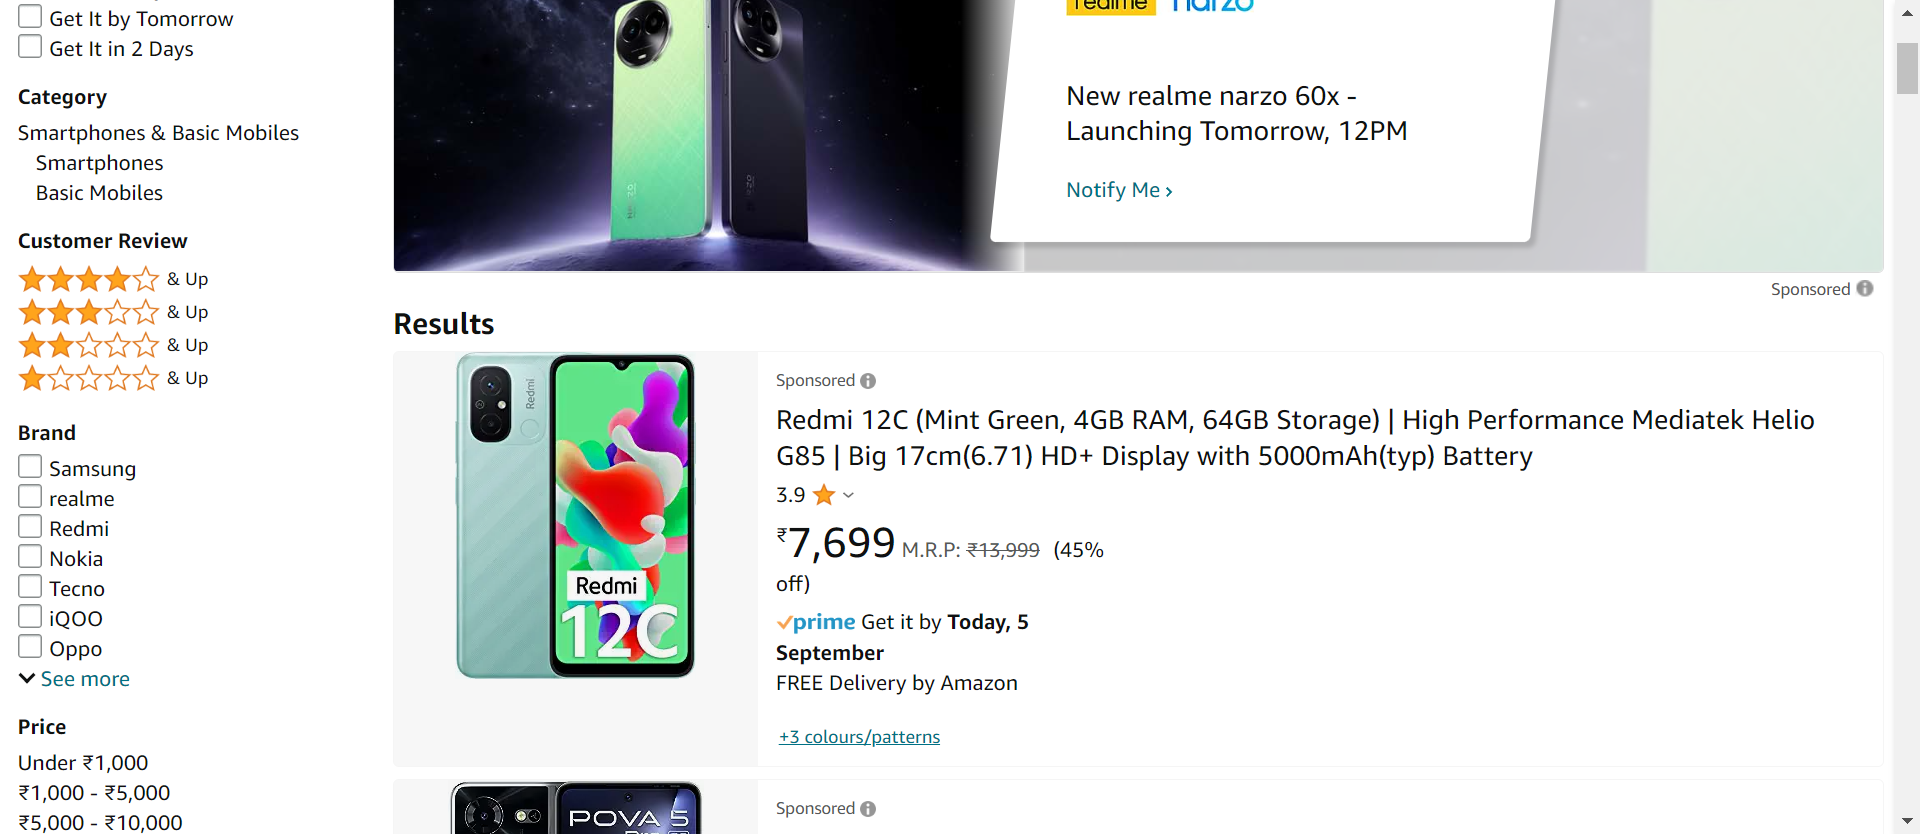 Get It by Tomorrow
Get It in 2 Days
Category
Smartphones & Basic Mobiles
Smartphones
Basic Mobiles
Customer Review
& Up
& Up
& Up
& Up
Brand
Samsung
realme
Redmi
Nokia
Tecno
iQOO
Oppo
See more
Price
Under ₹1,000
₹1,000 - ₹5,000
₹5,000 - ₹10,000
realme narzo
New realme narzo 60x -
Launching Tomorrow, 12PM
Notify Me ›
Sponsored
Results
Redmi
Redmi
12C
Sponsored
Redmi 12C (Mint Green, 4GB RAM, 64GB Storage) | High Performance Mediatek Helio
G85 | Big 17cm(6.71) HD+ Display with 5000mAh(typ) Battery
3.9
₹7,699 M.R.P: ₹13,999 (45%
off)
prime Get it by Today, 5
September
FREE Delivery by Amazon
+3 colours/patterns
POVA 5
Sponsored